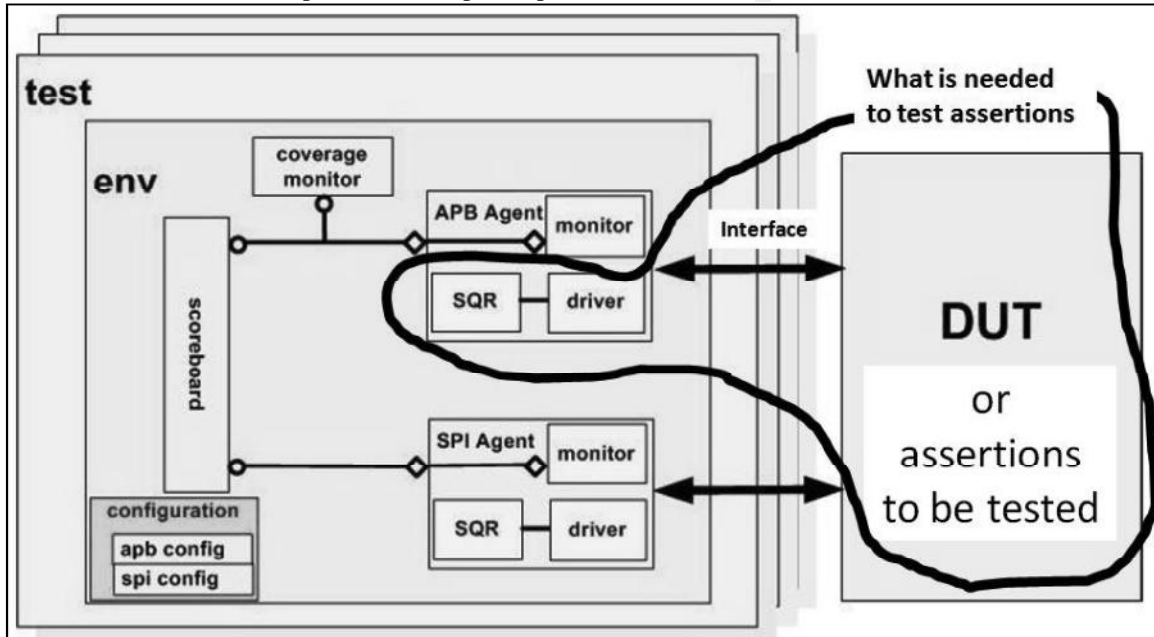 test
env
coverage
monitor
scoreboard
APB Agent
monitor
SQR
driver
SPI Agent
monitor
SQR
driver
configuration
apb config
spi config
What is needed
to test assertions
Interface
DUT
or
assertions
to be tested